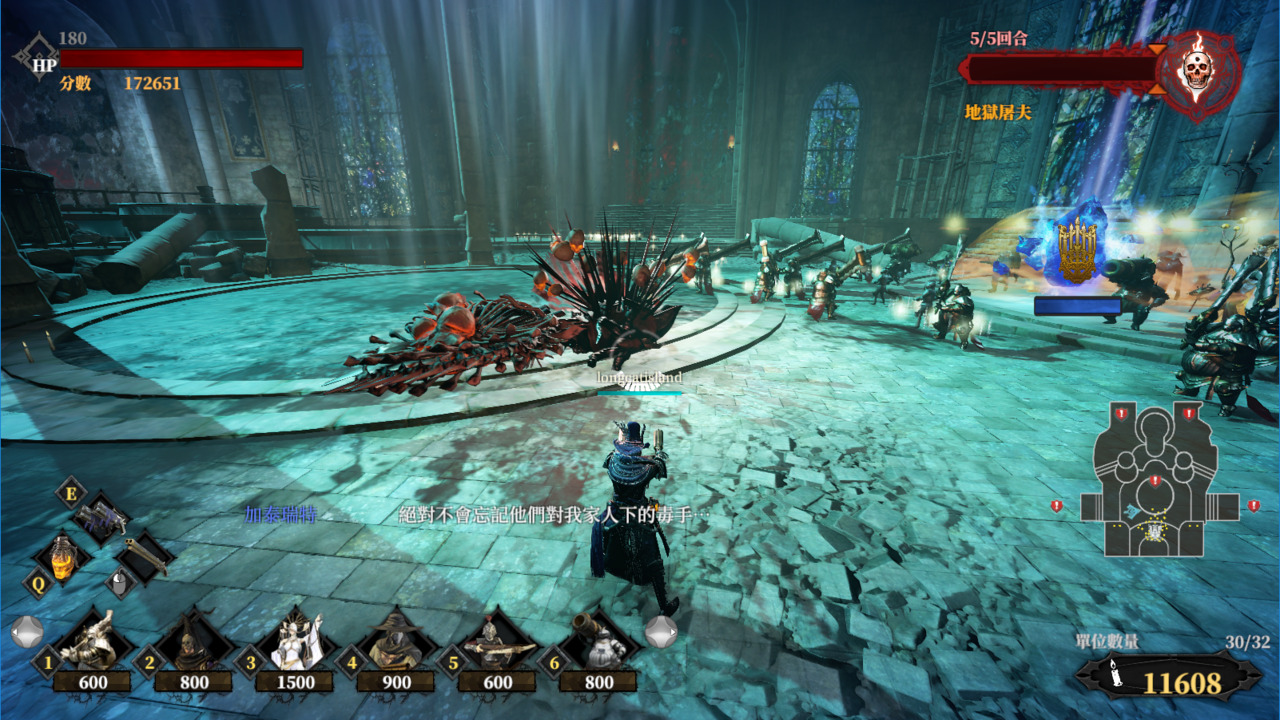 180
HP
分數 172651
5/5回合
地獄屠夫
longcatisland
加泰瑞特 絕對不會忘記他們對我家人下的毒手…
E
Q
1 600
2 800
3 1500
4 900
5 600
6 800
單位數量 30/32
11608